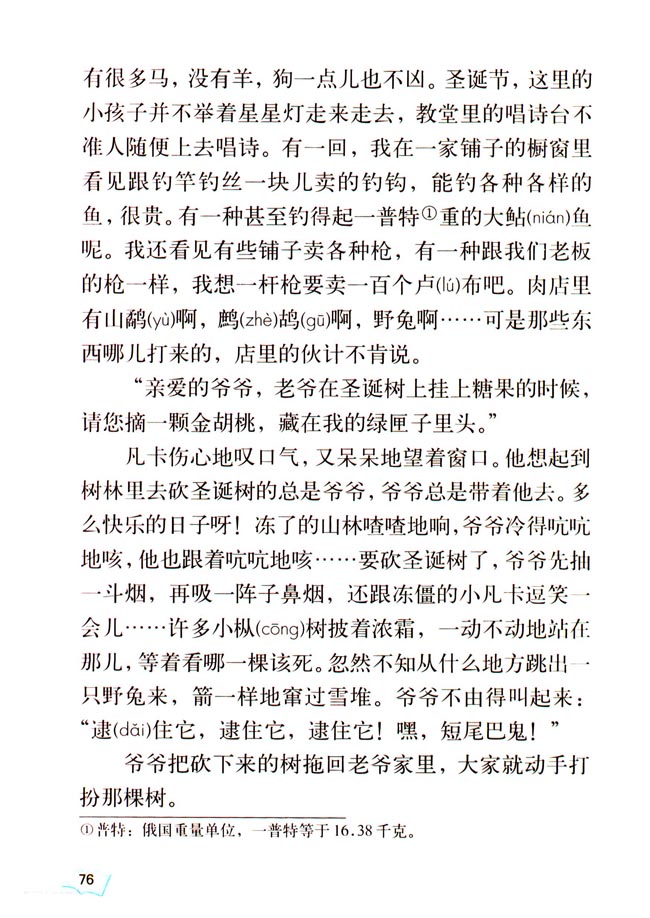 有很多马，没有羊，狗一点儿也不凶。圣诞节，这里的
小孩子并不举着星星灯走来走去，教堂里的唱诗台不
准人随便上去唱诗。有一回，我在一家铺子的橱窗里
看见跟钓竿钓丝一块儿卖的钓钩，能钓各种各样的
鱼，很贵。有一种甚至钓得起一普特①重的大鲇(nián)鱼
呢。我还看见有些铺子卖各种枪，有一种跟我们老板
的枪一样，我想一杆枪要卖一百个卢(lú)布吧。肉店里
有山鹬(yù)啊，鹧(zhè)鸪(gū)啊，野兔啊……可是那些东
西哪儿打来的，店里的伙计不肯说。
“亲爱的爷爷，老爷在圣诞树上挂上糖果的时候，
请您摘一颗金胡桃，藏在我的绿匣子里头。”
凡卡伤心地叹口气，又呆呆地望着窗口。他想起到
树林里去砍圣诞树的总是爷爷，爷爷总是带着他去。多
么快乐的日子呀！冻了的山林喳喳地响，爷爷冷得吭吭
地咳，他也跟着吭吭地咳……要砍圣诞树了，爷爷先抽
一斗烟，再吸一阵子鼻烟，还跟冻僵的小凡卡逗笑一
会儿……许多小枞(cōng)树披着浓霜，一动不动地站在
那儿，等着看哪一棵该死。忽然不知从什么地方跳出一
只野兔来，箭一样地窜过雪堆。爷爷不由得叫起来：
“逮(dǎi)住它，逮住它，逮住它！嘿，短尾巴鬼！”
爷爷把砍下来的树拖回老爷家里，大家就动手打
扮那棵树。
①普特：俄国重量单位，一普特等于16.38千克。
76